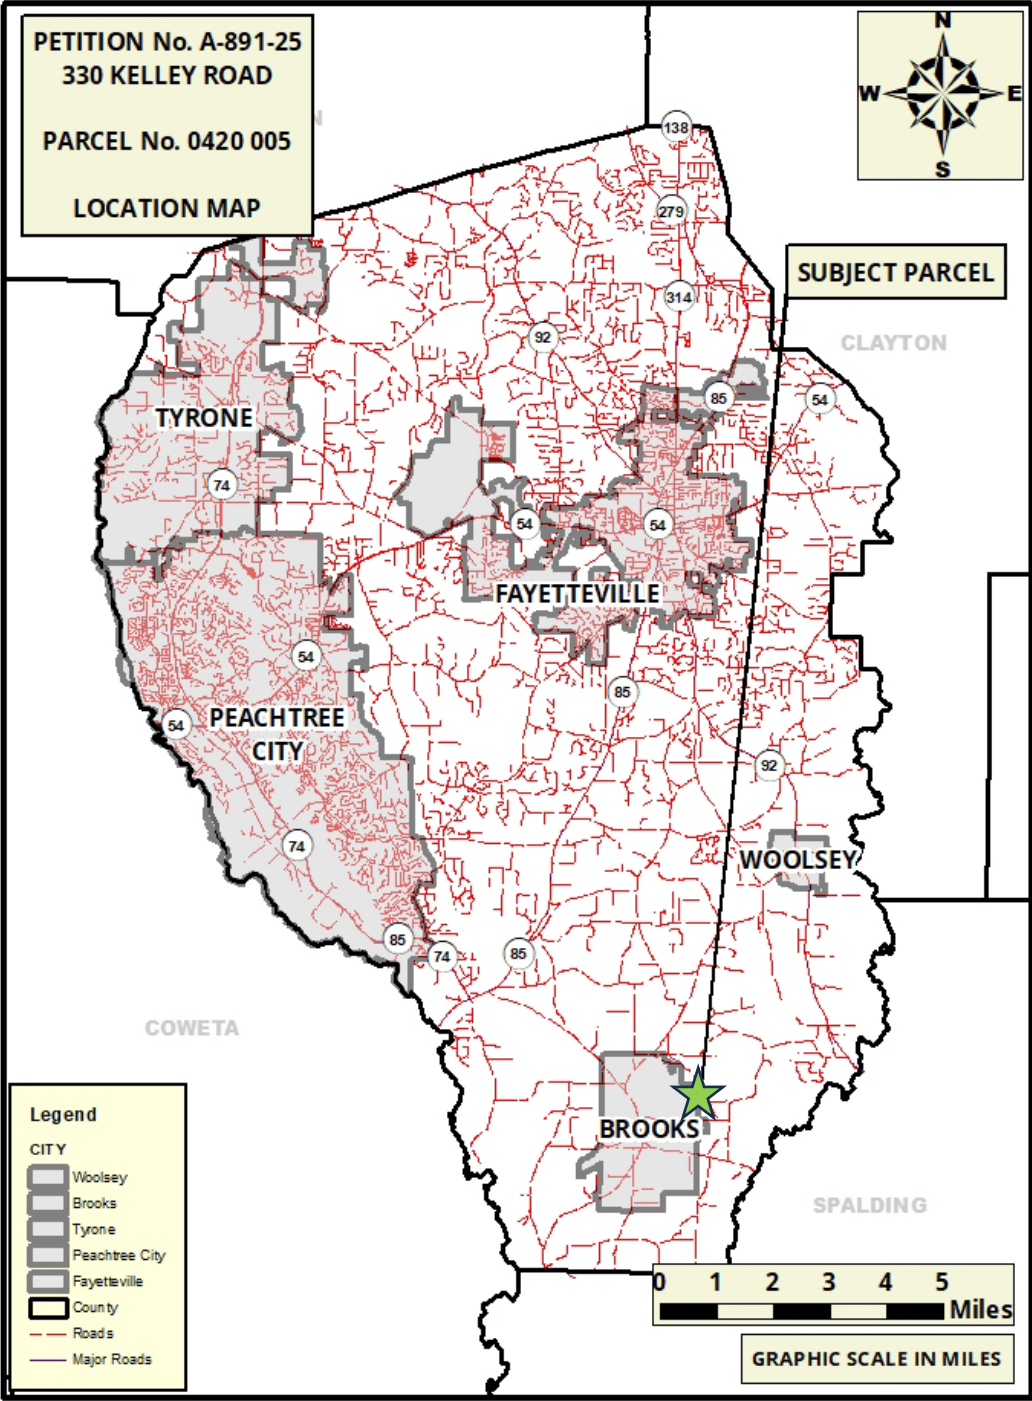 PETITION No. A-891-25
330 KELLEY ROAD
PARCEL No. 0420 005
LOCATION MAP
N
W
E
S
138
279
SUBJECT PARCEL
314
92
CLAYTON
85
54
TYRONE
74
54
54
FAYETTEVILLE
54
85
PEACHTREE
CITY
54
92
74
WOOLSEY
85
74
85
COWETA
BROOKS
SPALDING
Legend
CITY
Woolsey
Brooks
Tyrone
Peachtree City
Fayetteville
County
Roads
Major Roads
0 1 2 3 4 5
Miles
GRAPHIC SCALE IN MILES